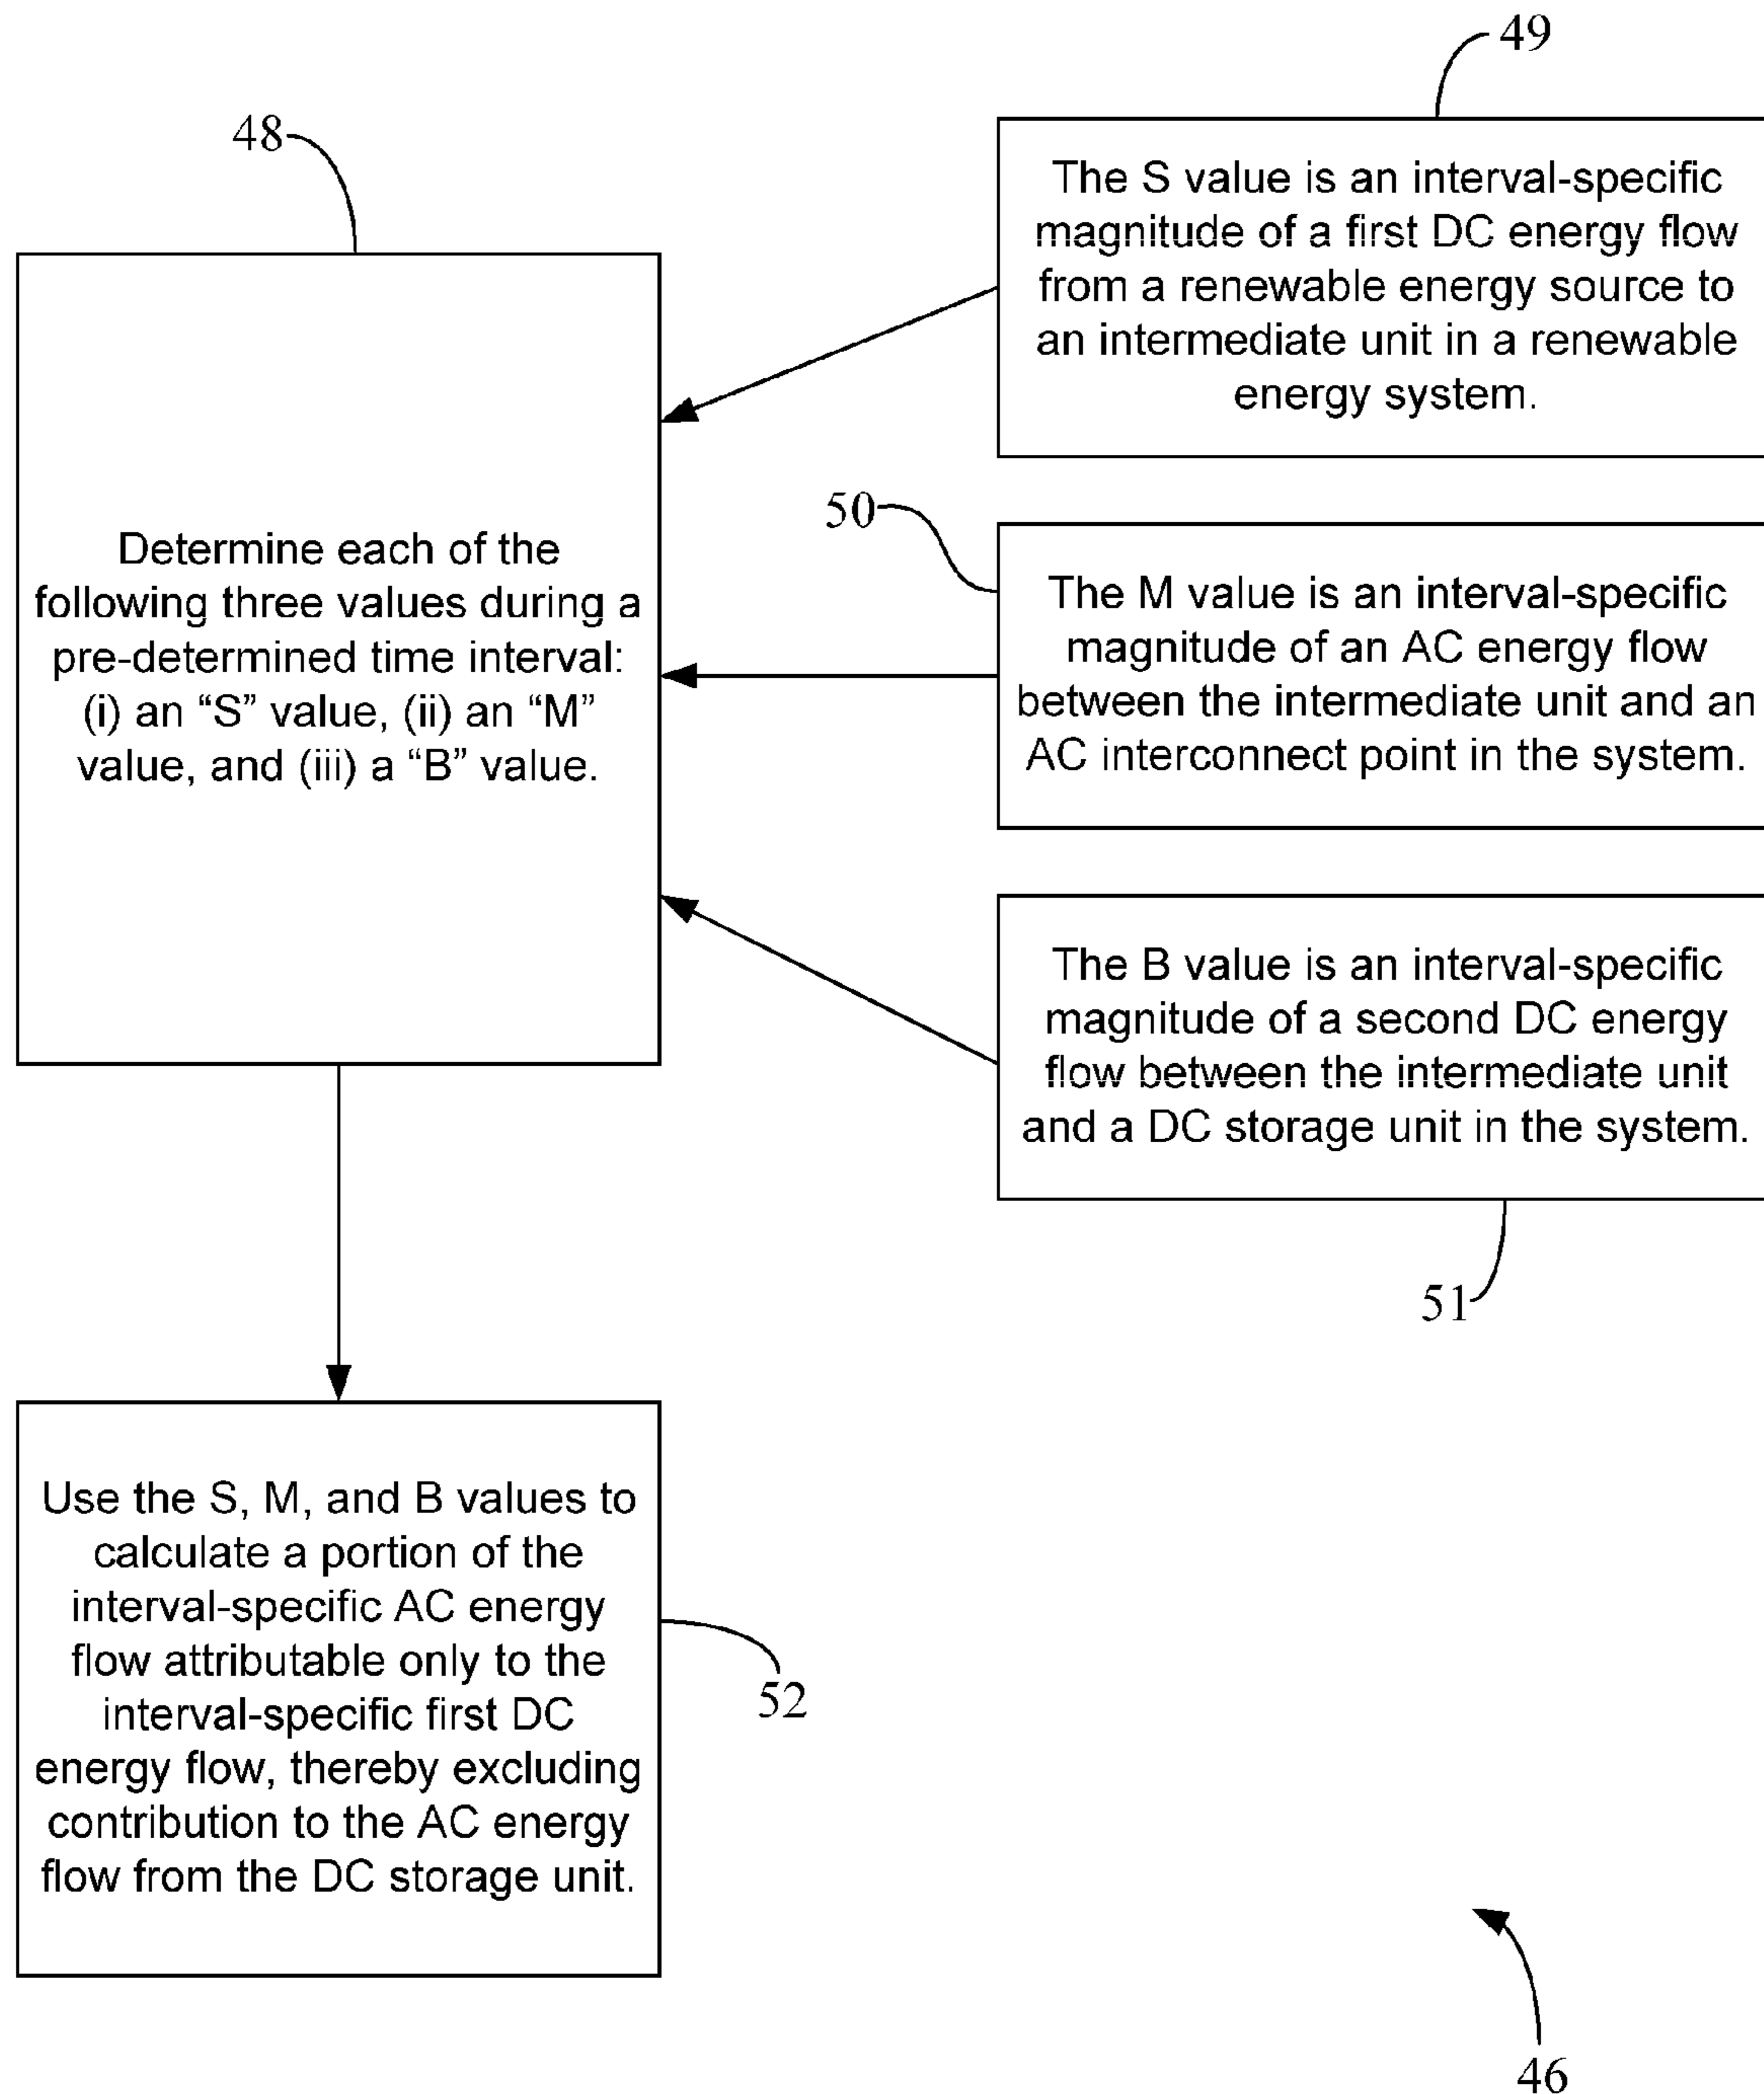 48
Determine each of the
following three values during a
pre-determined time interval:
(i) an “S” value, (ii) an “M”
value, and (iii) a “B” value.
49
The S value is an interval-specific
magnitude of a first DC energy flow
from a renewable energy source to
an intermediate unit in a renewable
energy system.
50
The M value is an interval-specific
magnitude of an AC energy flow
between the intermediate unit and an
AC interconnect point in the system.
The B value is an interval-specific
magnitude of a second DC energy
flow between the intermediate unit
and a DC storage unit in the system.
51
Use the S, M, and B values to
calculate a portion of the
interval-specific AC energy
flow attributable only to the
interval-specific first DC
energy flow, thereby excluding
contribution to the AC energy
flow from the DC storage unit.
52
46